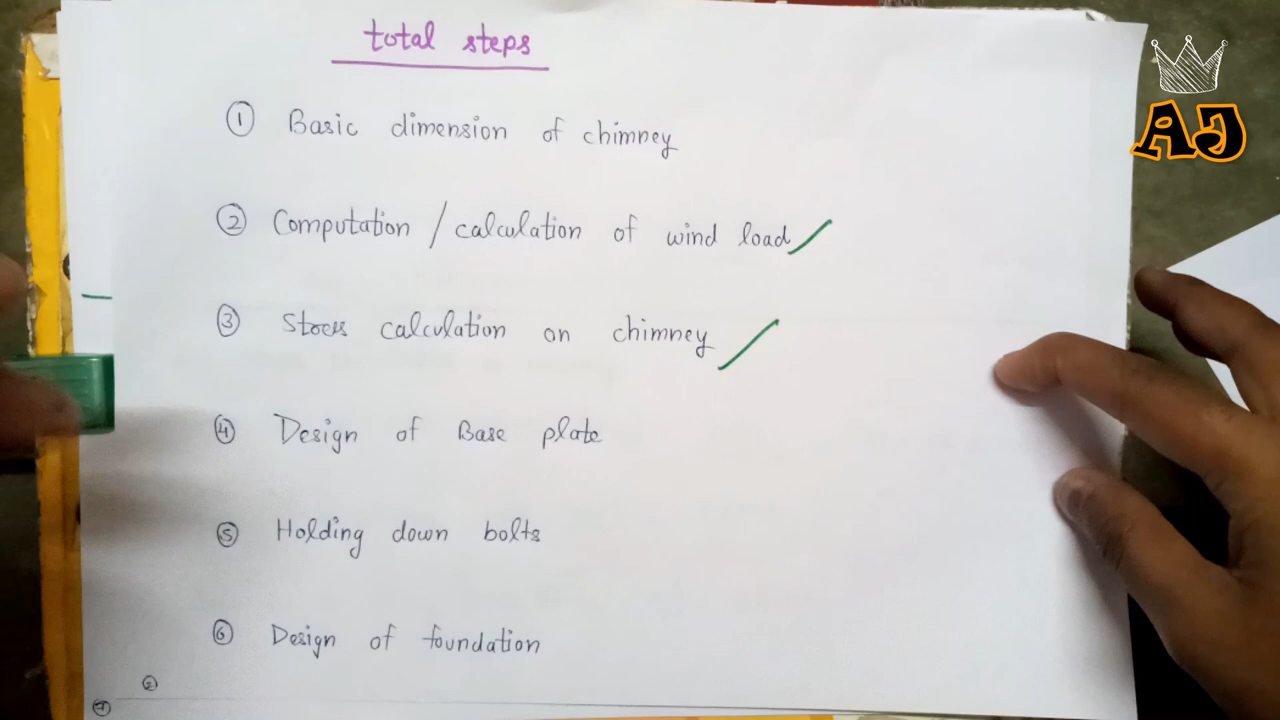 total steps
① Basic dimension of chimney
② Computation / calculation of wind load
③ Stress calculation on chimney
④ Design of Base plate
⑤ Holding down bolts
⑥ Design of foundation
②
AJ